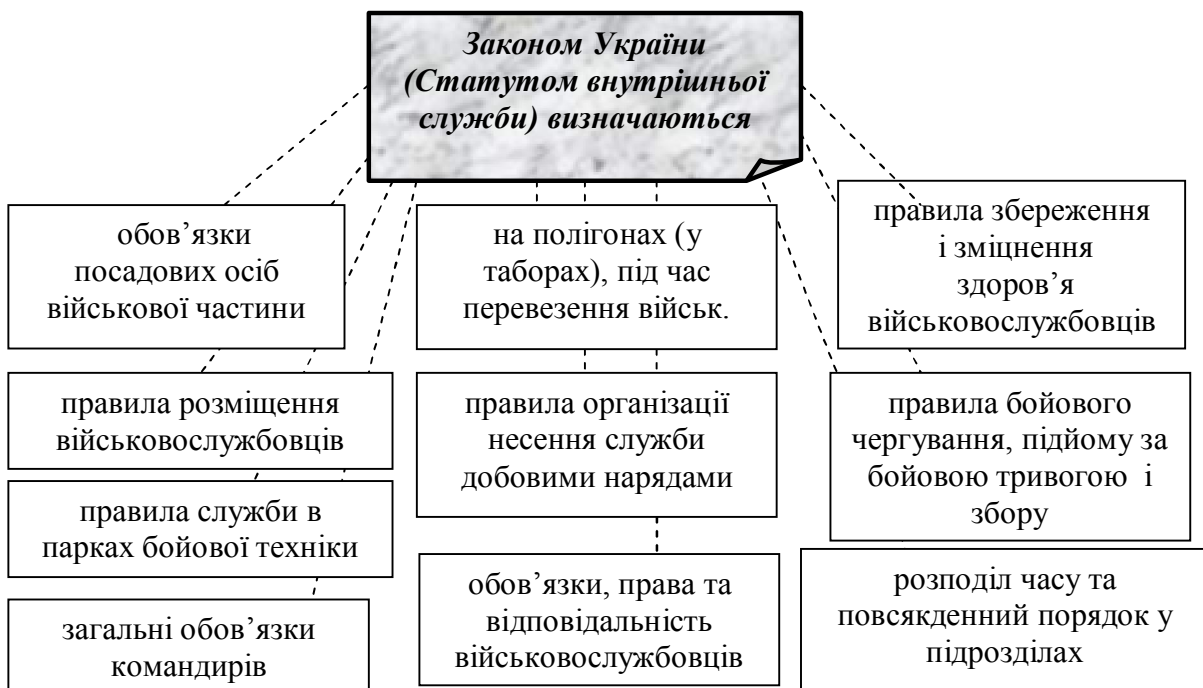 Законом України
(Статутом внутрішньої
служби) визначаються
обов’язки
посадових осіб
військової частини
на полігонах (у
таборах), під час
перевезення військ.
правила збереження
і зміцнення
здоров’я
військовослужбовців
правила розміщення
військовослужбовців
правила організації
несення служби
добовими нарядами
правила бойового
чергування, підйому за
бойовою тривогою і
збору
правила служби в
парках бойової техніки
загальні обов’язки
командирів
обов’язки, права та
відповідальність
військовослужбовців
розподіл часу та
повсякденний порядок у
підрозділах